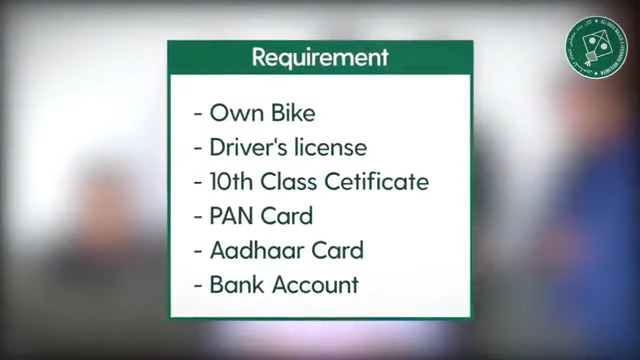 Requirement
- Own Bike
- Driver's license
- 10th Class Cetificate
- PAN Card
- Aadhaar Card
- Bank Account